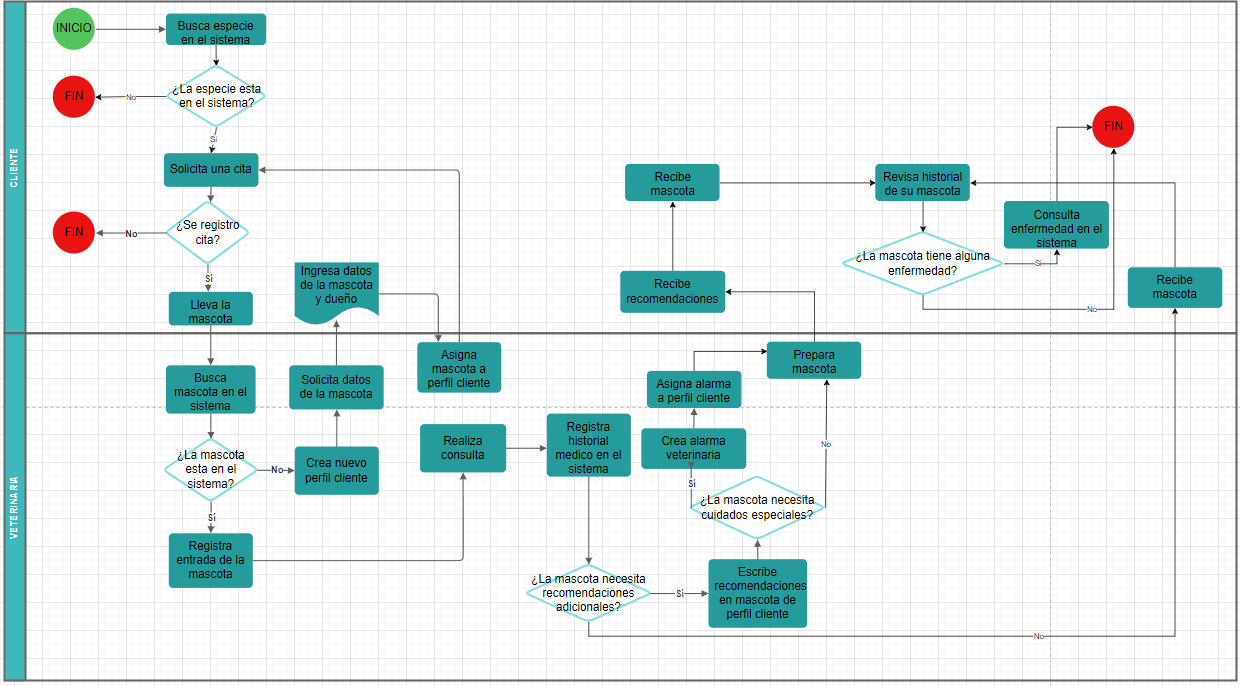 CLIENTE
INICIO
Busca especie
en el sistema
¿La especie esta
en el sistema?
No
FIN
Si
Solicita una cita
¿Se registro
cita?
No
FIN
Si
Lleva la
mascota
Ingresa datos
de la mascota
y dueño
Recibe
mascota
Recibe
recomendaciones
Revisa historial
de su mascota
¿La mascota tiene alguna
enfermedad?
Si
Consulta
enfermedad en el
sistema
FIN
No
Recibe
mascota
VETERINARIA
Busca
mascota en el
sistema
¿La mascota
esta en el
sistema?
No
Si
Registra
entrada de la
mascota
Crea nuevo
perfil cliente
Solicita datos
de la mascota
Asigna
mascota a
perfil cliente
Realiza
consulta
Registra
historial
medico en el
sistema
¿La mascota necesita
recomendaciones
adicionales?
Si
No
Escribe
recomendaciones
en mascota de
perfil cliente
¿La mascota necesita
cuidados especiales?
Si
No
Crea alarma
veterinaria
Asigna alarma
a perfil cliente
Prepara
mascota